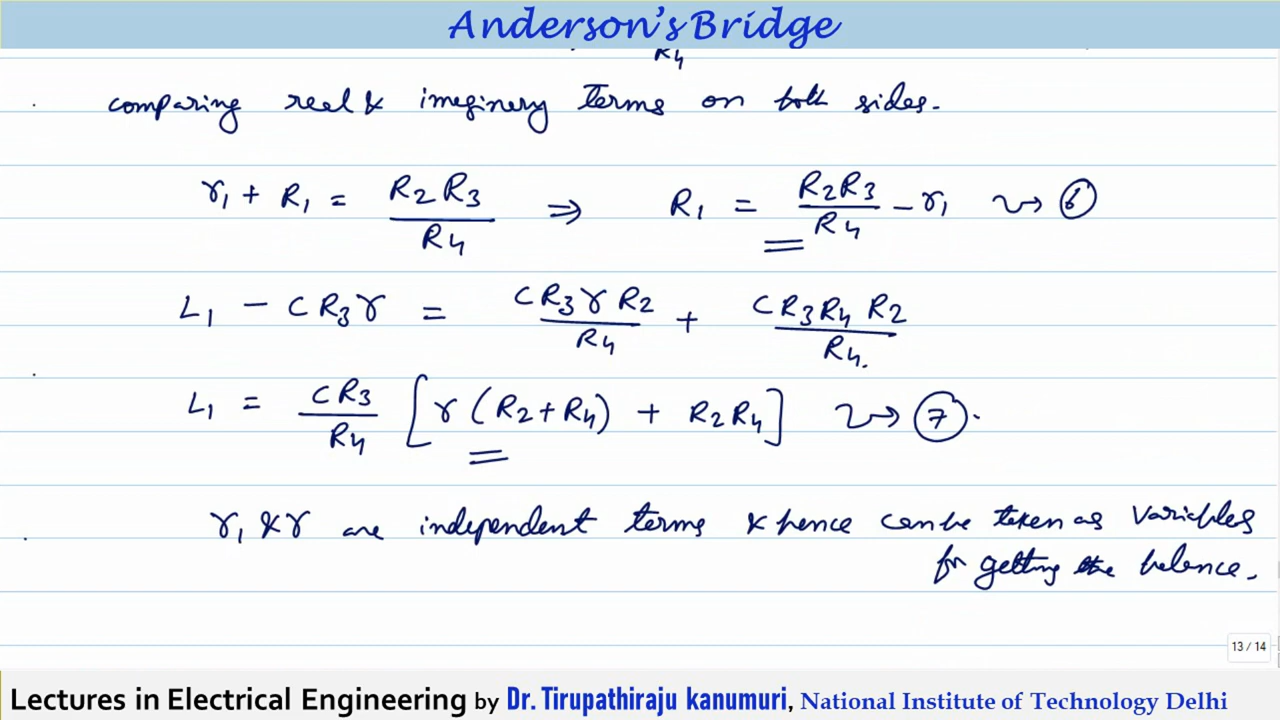 Anderson's Bridge
R4
comparing real & imeginery terms on both sides.
r1 + R1 = R2R3/R4 ⇒ R1 = R2R3/R4 - r1 ⤳ 6
L1 - CR3r = CR3rR2/R4 + CR3R4R2/R4.
L1 = CR3/R4 [r(R2+R4) + R2R4] ⤳ 7.
r1 & r are independent terms & hence can be taken as variables
for getting the balance.
13 / 14
Lectures in Electrical Engineering by Dr. Tirupathiraju kanumuri, National Institute of Technology Delhi